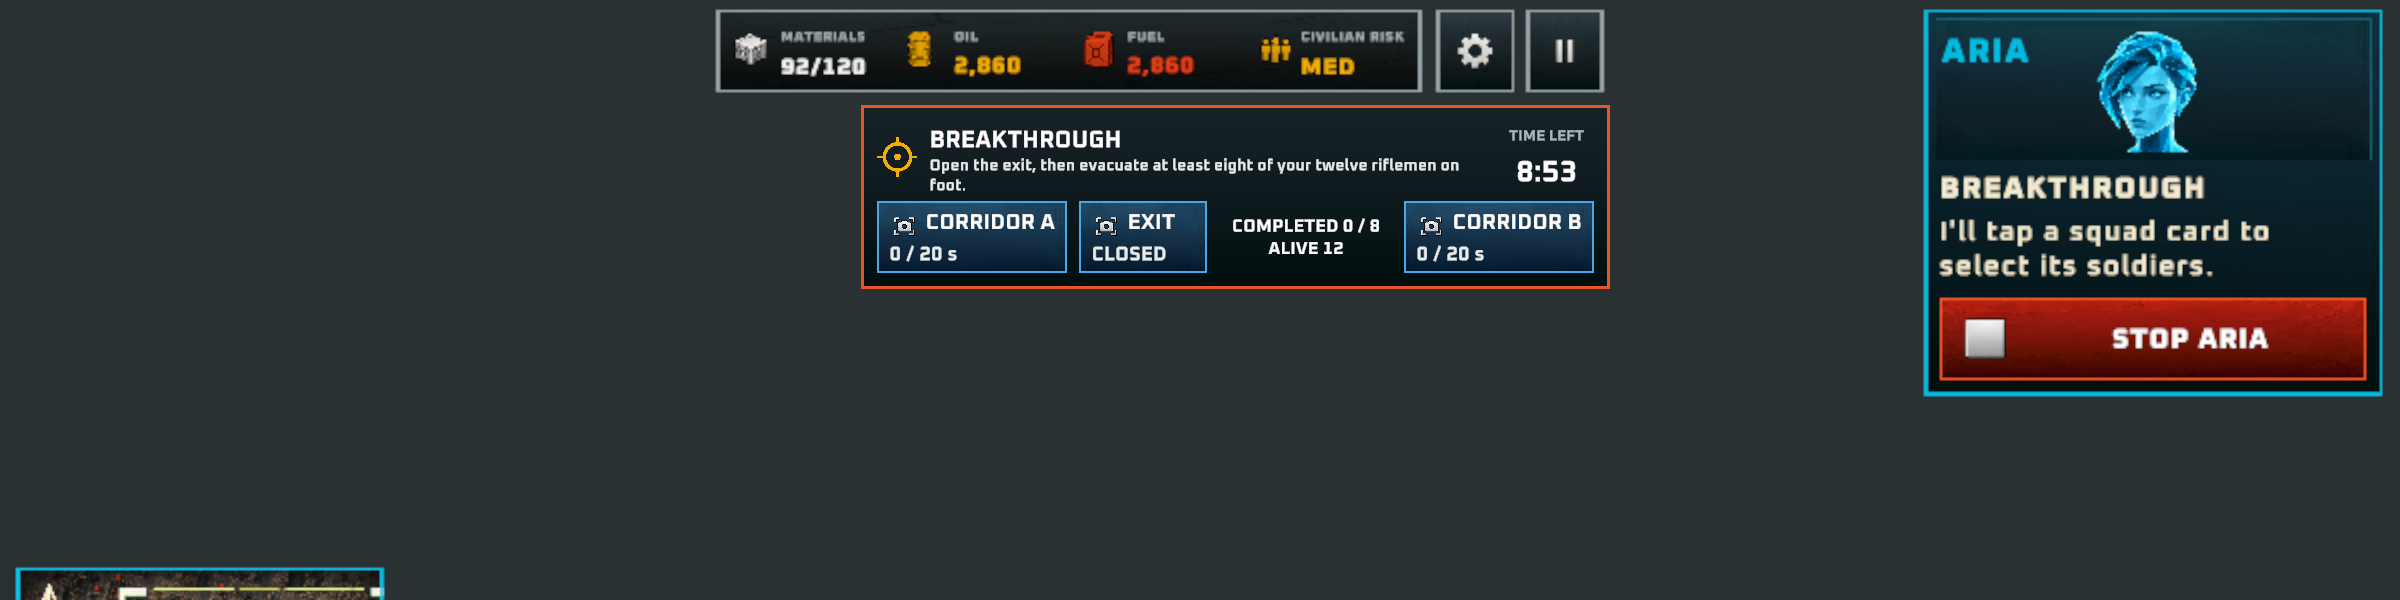 MATERIALS
92/120
OIL
2,860
FUEL
2,860
CIVILIAN RISK
MED
BREAKTHROUGH
Open the exit, then evacuate at least eight of your twelve riflemen on
foot.
TIME LEFT
8:53
CORRIDOR A
0 / 20 s
EXIT
CLOSED
COMPLETED 0 / 8
ALIVE 12
CORRIDOR B
0 / 20 s
ARIA
BREAKTHROUGH
I'll tap a squad card to
select its soldiers.
STOP ARIA